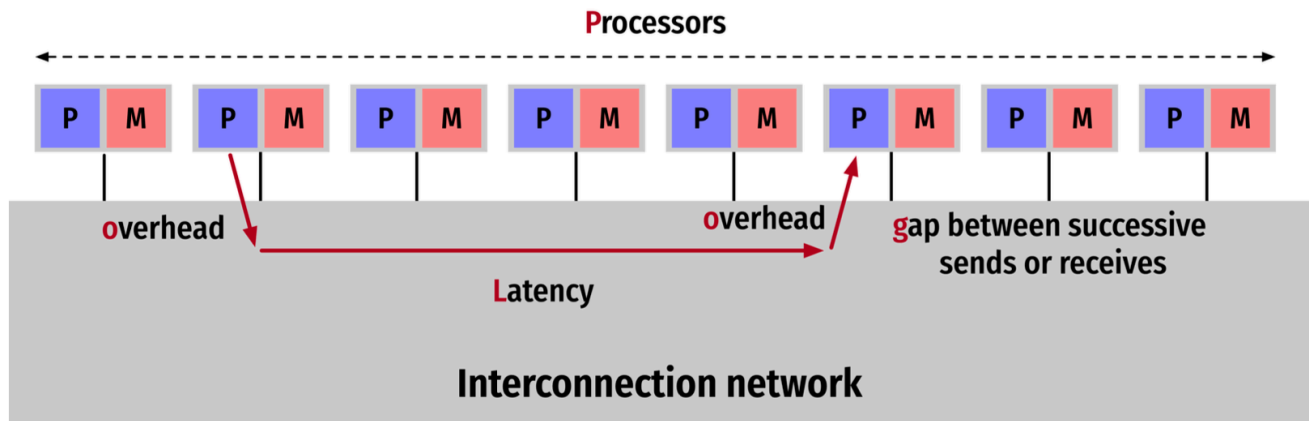 Processors
P M P M P M P M P M P M P M P M
overhead
overhead
gap between successive
sends or receives
Latency
Interconnection network